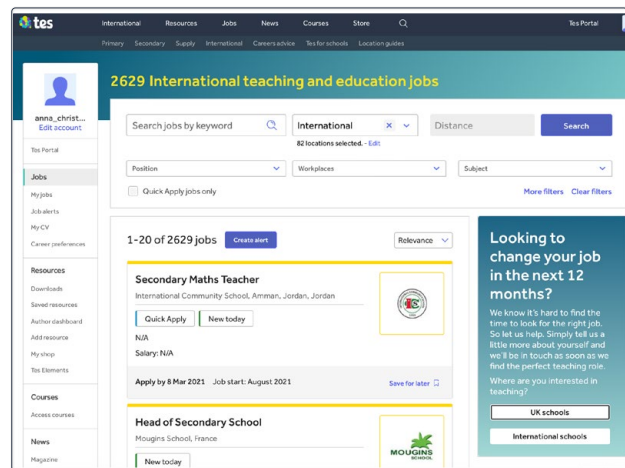 tes
International Resources Jobs News Courses Store
Tes Portal
Primary Secondary Supply International Careers advice Tes for schools Location guides
anna_christ...
Edit account
Tes Portal
Jobs
My jobs
Job alerts
My CV
Career preferences
Resources
Downloads
Saved resources
Author dashboard
Add resource
My shop
Tes Elements
Courses
Access courses
News
Magazine
2629 International teaching and education jobs
Search jobs by keyword
International
Distance
Search
82 locations selected. - Edit
Position
Workplaces
Subject
Quick Apply jobs only
More filters Clear filters
1-20 of 2629 jobs
Create alert
Relevance
Secondary Maths Teacher
International Community School, Amman, Jordan, Jordan
Quick Apply
New today
N/A
Salary: N/A
Apply by 8 Mar 2021 Job start: August 2021
Save for later
Head of Secondary School
Mougins School, France
New today
MOUGINS
SCHOOL
Looking to
change your job
in the next 12
months?
We know it's hard to find the
time to look for the right job.
So let us help. Simply tell us a
little more about yourself and
we'll be in touch as soon as we
find the perfect teaching role.
Where are you interested in
teaching?
UK schools
International schools